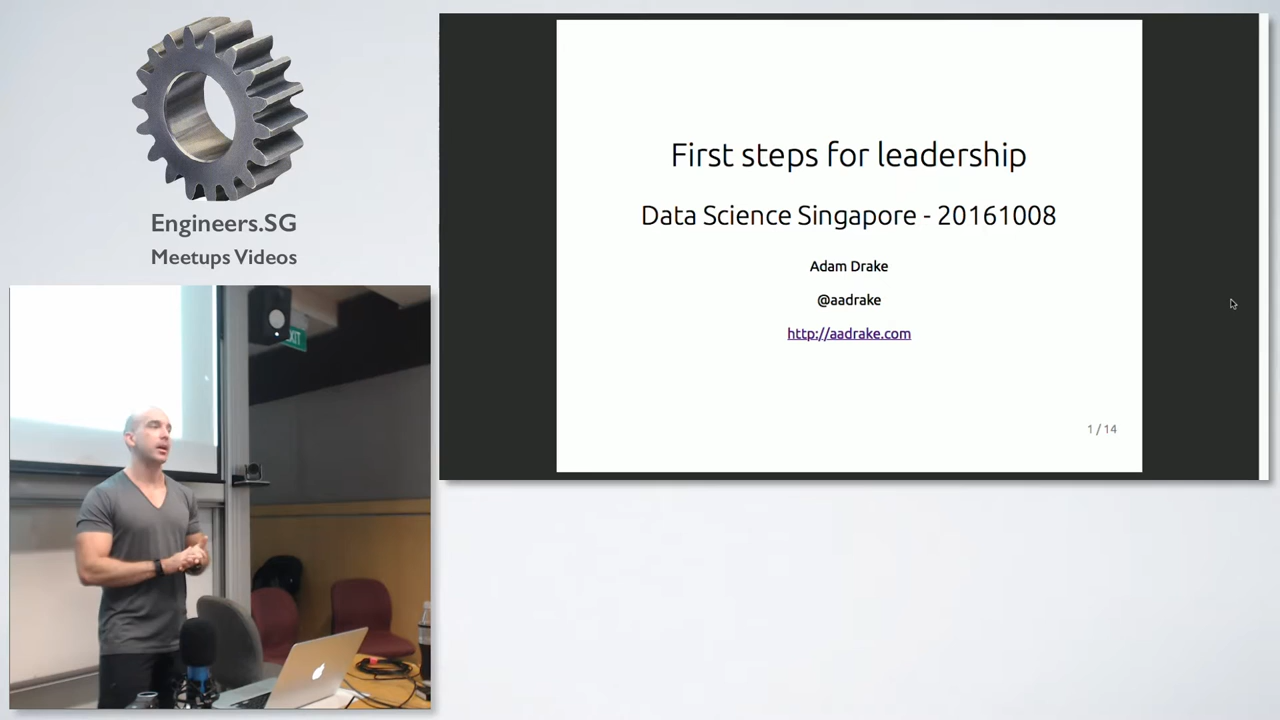 Engineers.SG
Meetups Videos
First steps for leadership
Data Science Singapore - 20161008
Adam Drake
@aadrake
http://aadrake.com
1 / 14
EXIT